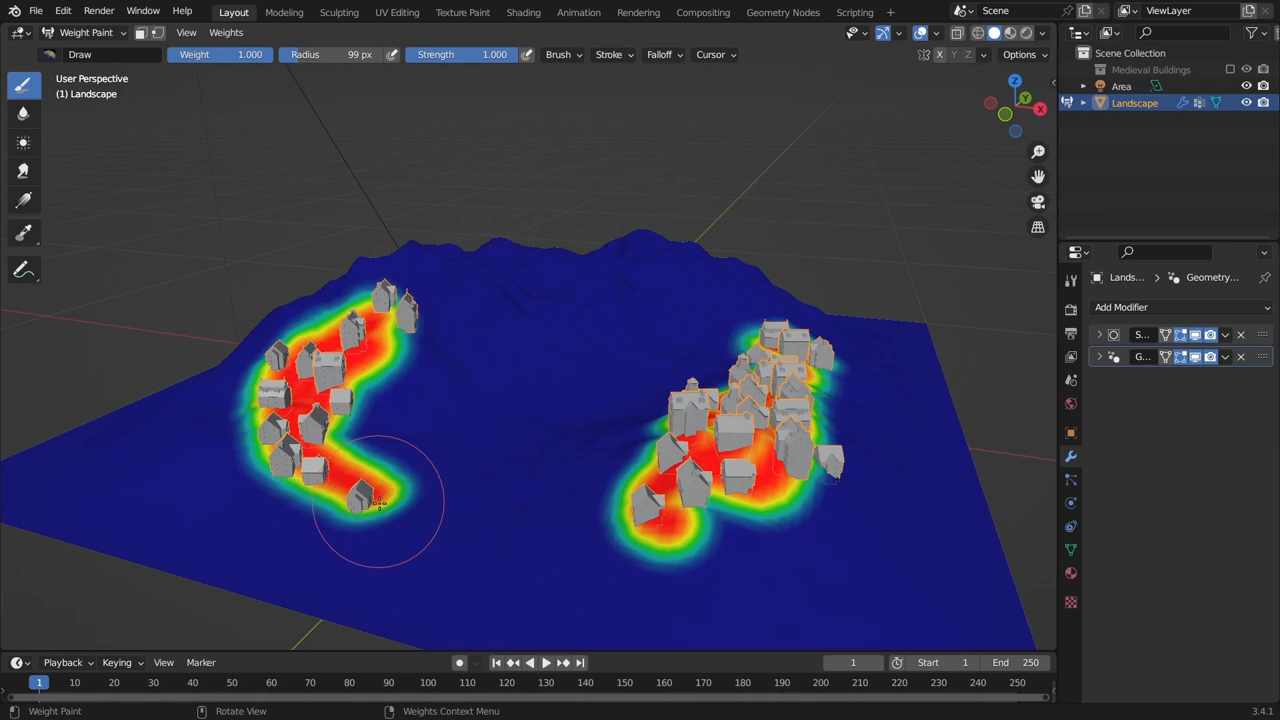 File Edit Render Window Help Layout Modeling Sculpting UV Editing Texture Paint Shading Animation Rendering Compositing Geometry Nodes Scripting Scene ViewLayer
Weight Paint View Weights
Draw Weight 1.000 Radius 99 px Strength 1.000 Brush Stroke Falloff Cursor X Y Z Options
Scene Collection
Medieval Buildings
Area
Landscape
User Perspective
(1) Landscape
Z
Y
X
Lands... Geometry...
Add Modifier
S...
G...
Playback Keying View Marker 1 Start 1 End 250
1 10 20 30 40 50 60 70 80 90 100 110 120 130 140 150 160 170 180 190 200 210 220 230 240 250
Weight Paint Rotate View Weights Context Menu 3.4.1